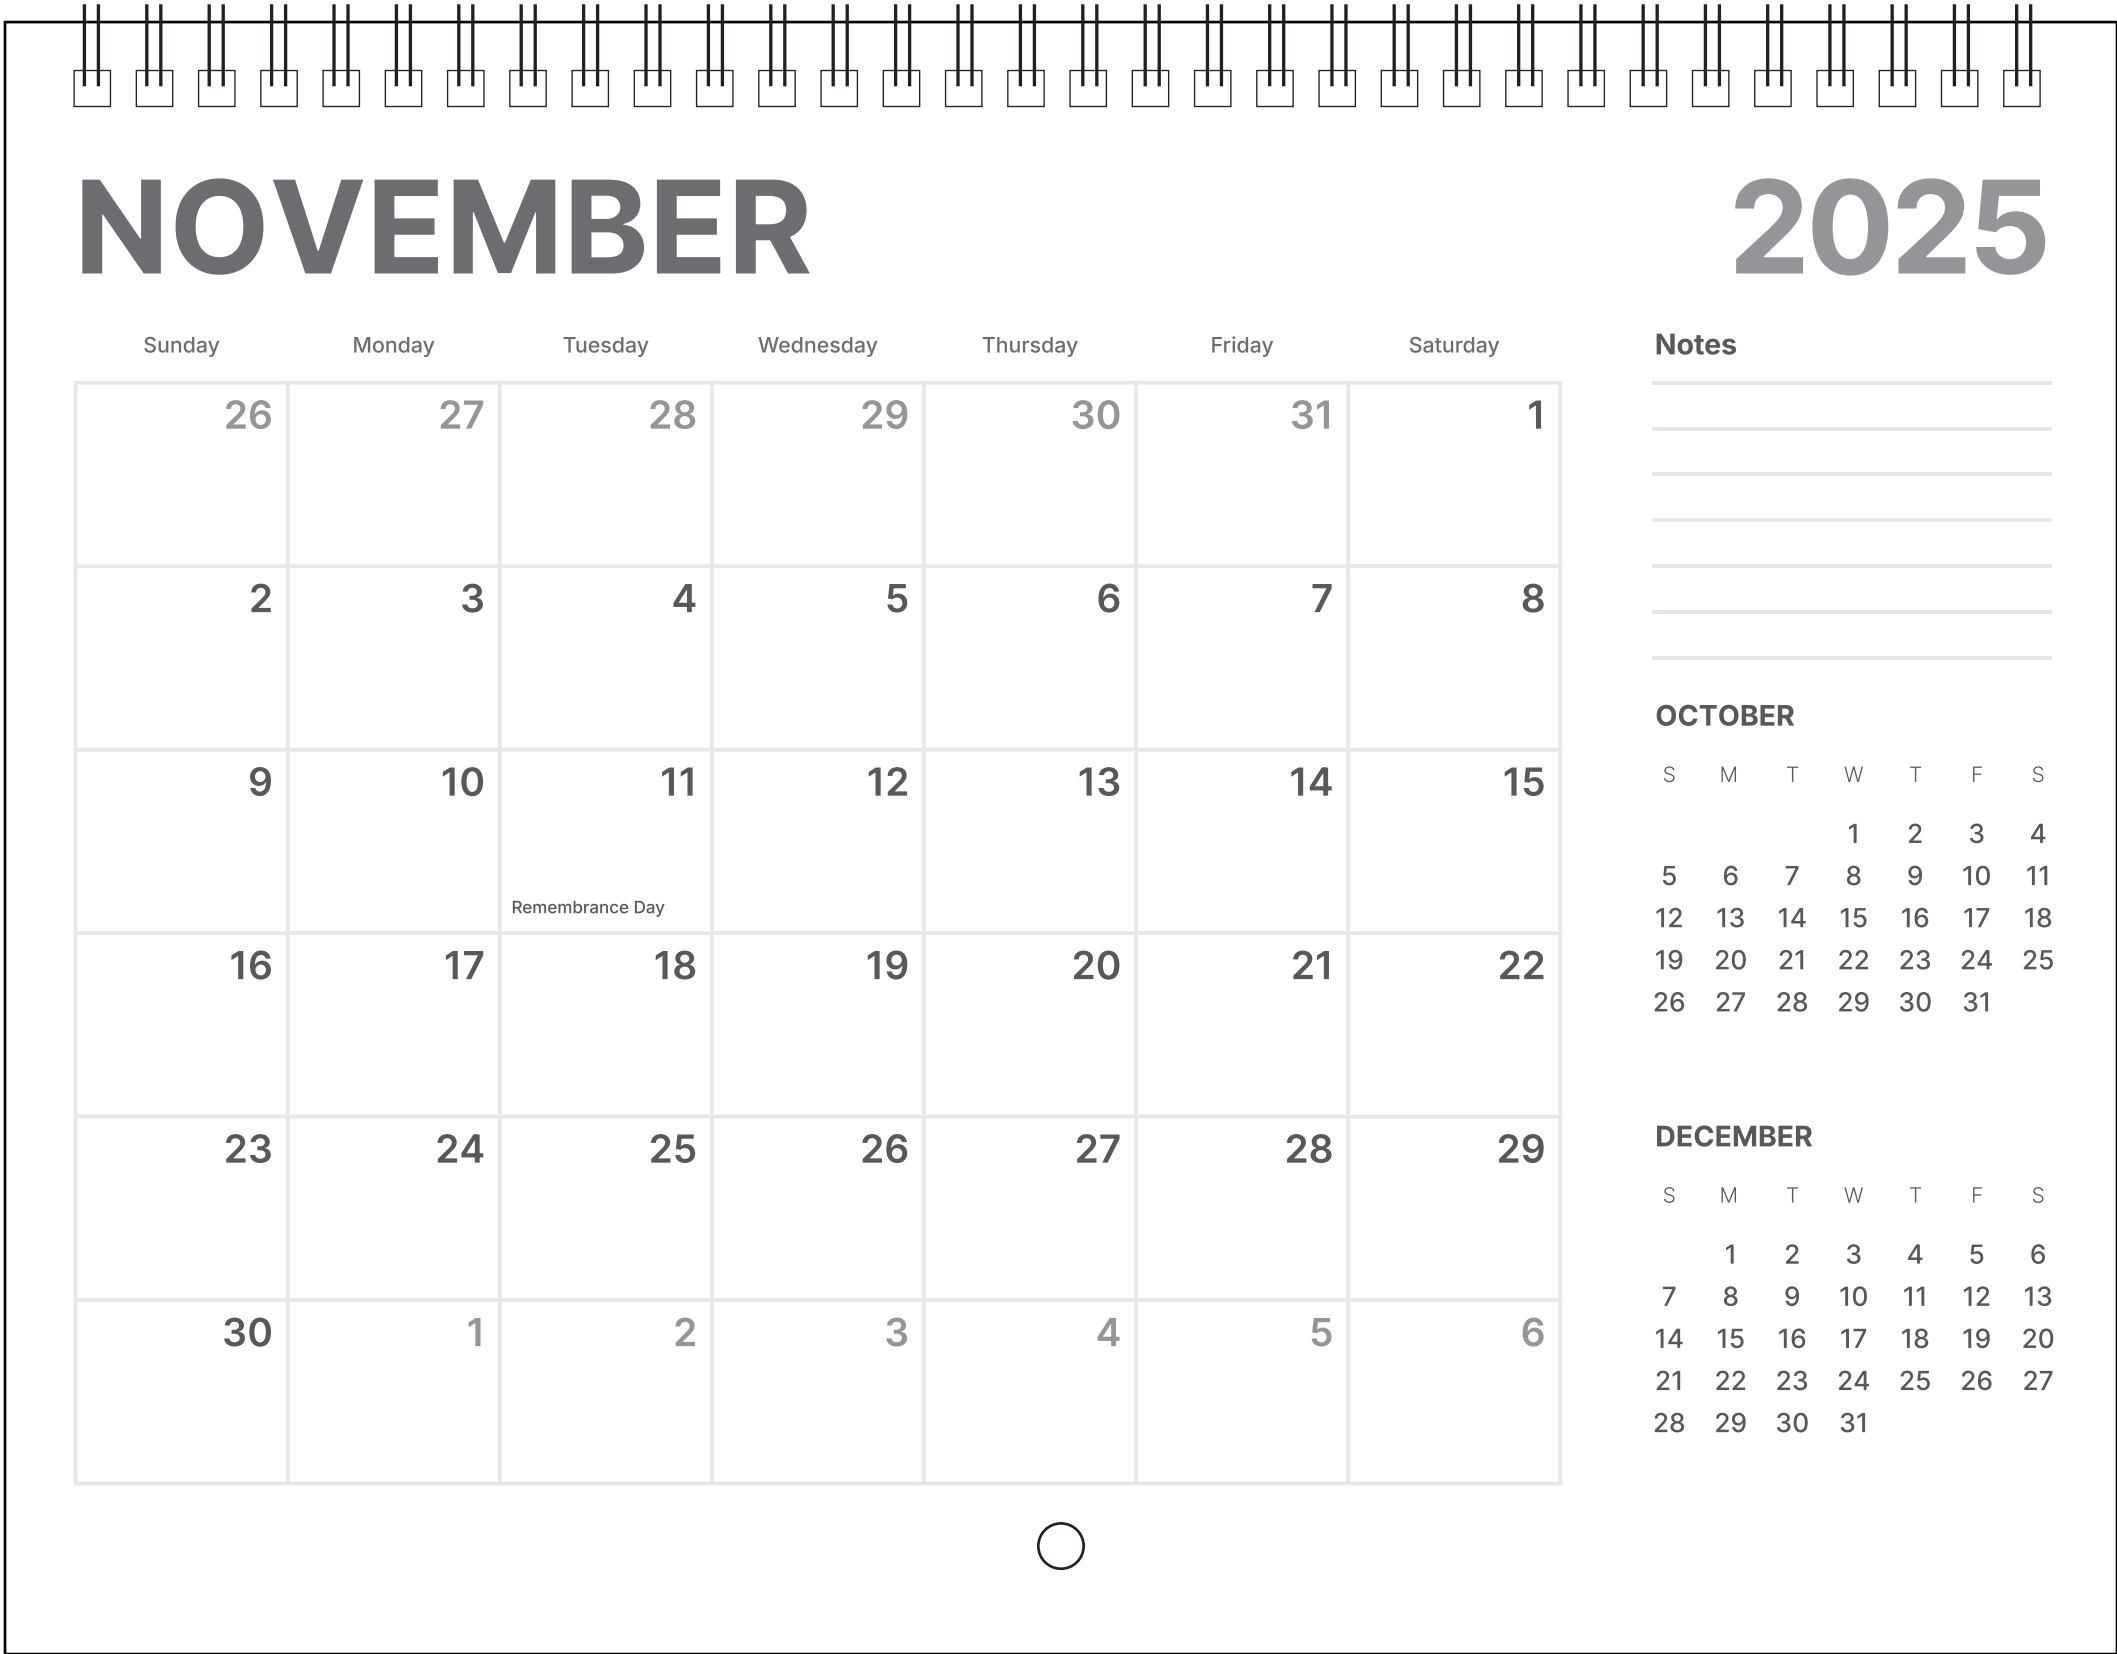 NOVEMBER 2025
Sunday Monday Tuesday Wednesday Thursday Friday Saturday
26 27 28 29 30 31 1
2 3 4 5 6 7 8
9 10 11 12 13 14 15
Remembrance Day
16 17 18 19 20 21 22
23 24 25 26 27 28 29
30 1 2 3 4 5 6
Notes
OCTOBER
S M T W T F S
1 2 3 4
5 6 7 8 9 10 11
12 13 14 15 16 17 18
19 20 21 22 23 24 25
26 27 28 29 30 31
DECEMBER
S M T W T F S
1 2 3 4 5 6
7 8 9 10 11 12 13
14 15 16 17 18 19 20
21 22 23 24 25 26 27
28 29 30 31